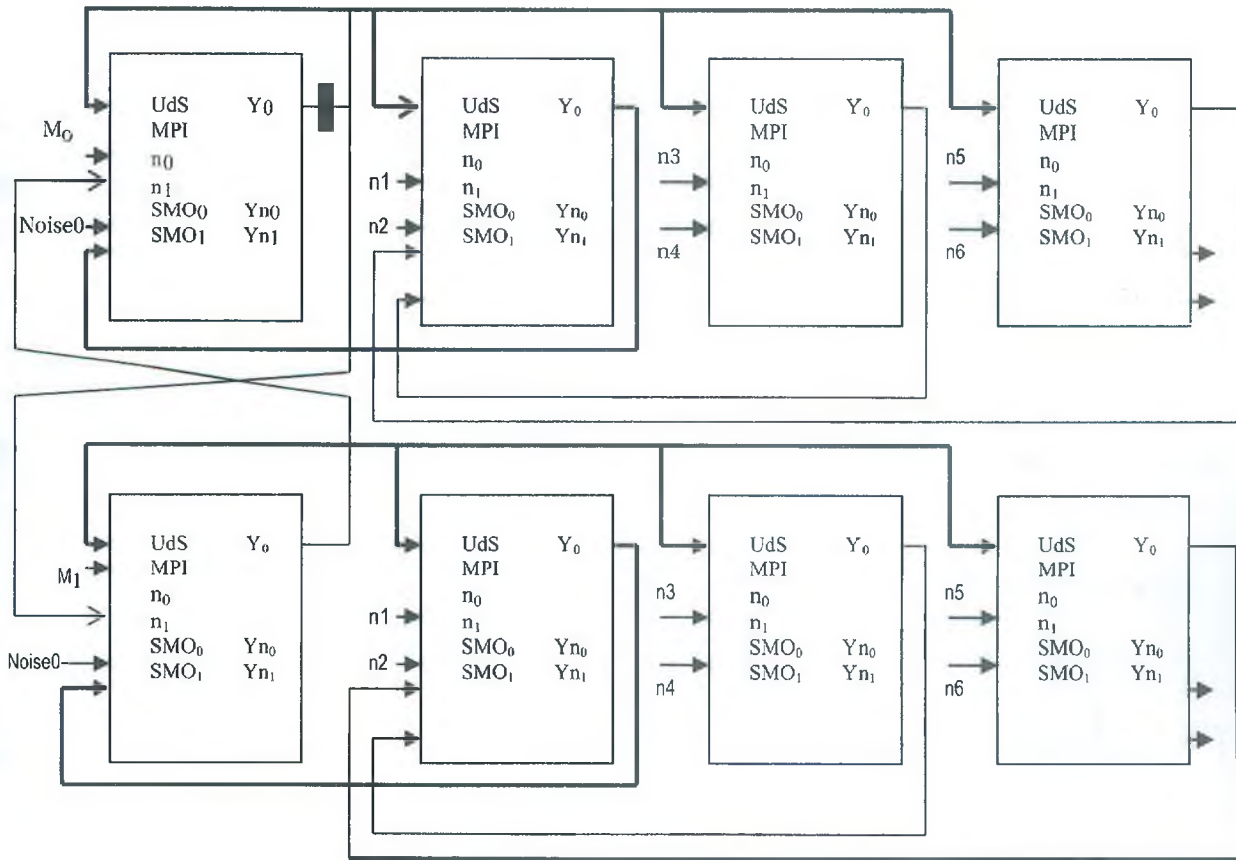 UdS Y0
MPI
n0
n1
SMO0 Yn0
SMO1 Yn1
M0
Noise0
UdS Y0
MPI
n0
n1
SMO0 Yn0
SMO1 Yn1
n1
n2
UdS Y0
MPI
n0
n1
SMO0 Yn0
SMO1 Yn1
n3
n4
UdS Y0
MPI
n0
n1
SMO0 Yn0
SMO1 Yn1
n5
n6
UdS Y0
MPI
n0
n1
SMO0 Yn0
SMO1 Yn1
M1
Noise0
UdS Y0
MPI
n0
n1
SMO0 Yn0
SMO1 Yn1
n1
n2
UdS Y0
MPI
n0
n1
SMO0 Yn0
SMO1 Yn1
n3
n4
UdS Y0
MPI
n0
n1
SMO0 Yn0
SMO1 Yn1
n5
n6